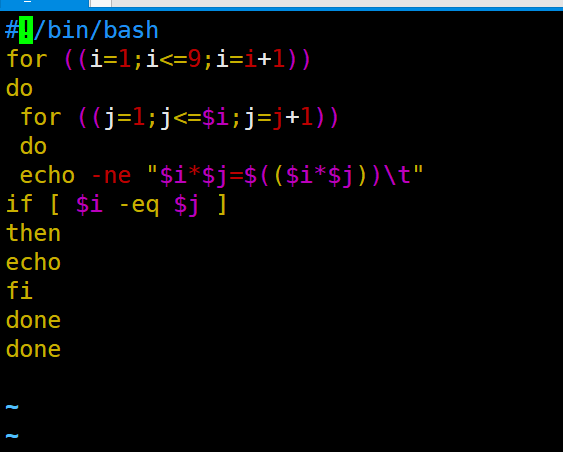 #!/bin/bash
for ((i=1;i<=9;i=i+1))
do
 for ((j=1;j<=$i;j=j+1))
 do
 echo -ne "$i*$j=$(($i*$j))\t"
if [ $i -eq $j ]
then
echo
fi
done
done
~
~